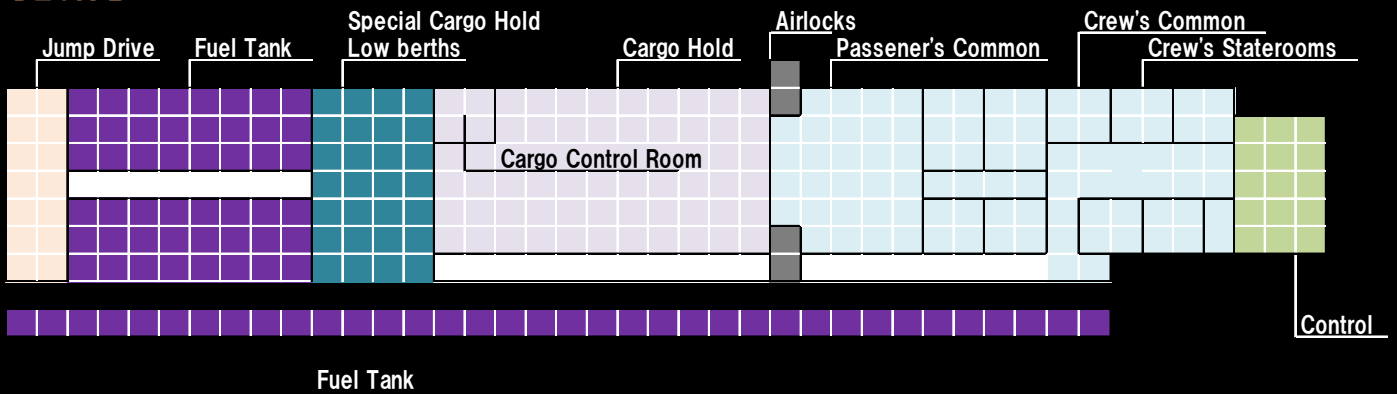 Special Cargo Hold
Airlocks
Crew's Common
Jump Drive
Fuel Tank
Low berths
Cargo Hold
Passener's Common
Crew's Staterooms
Cargo Control Room
Control
Fuel Tank